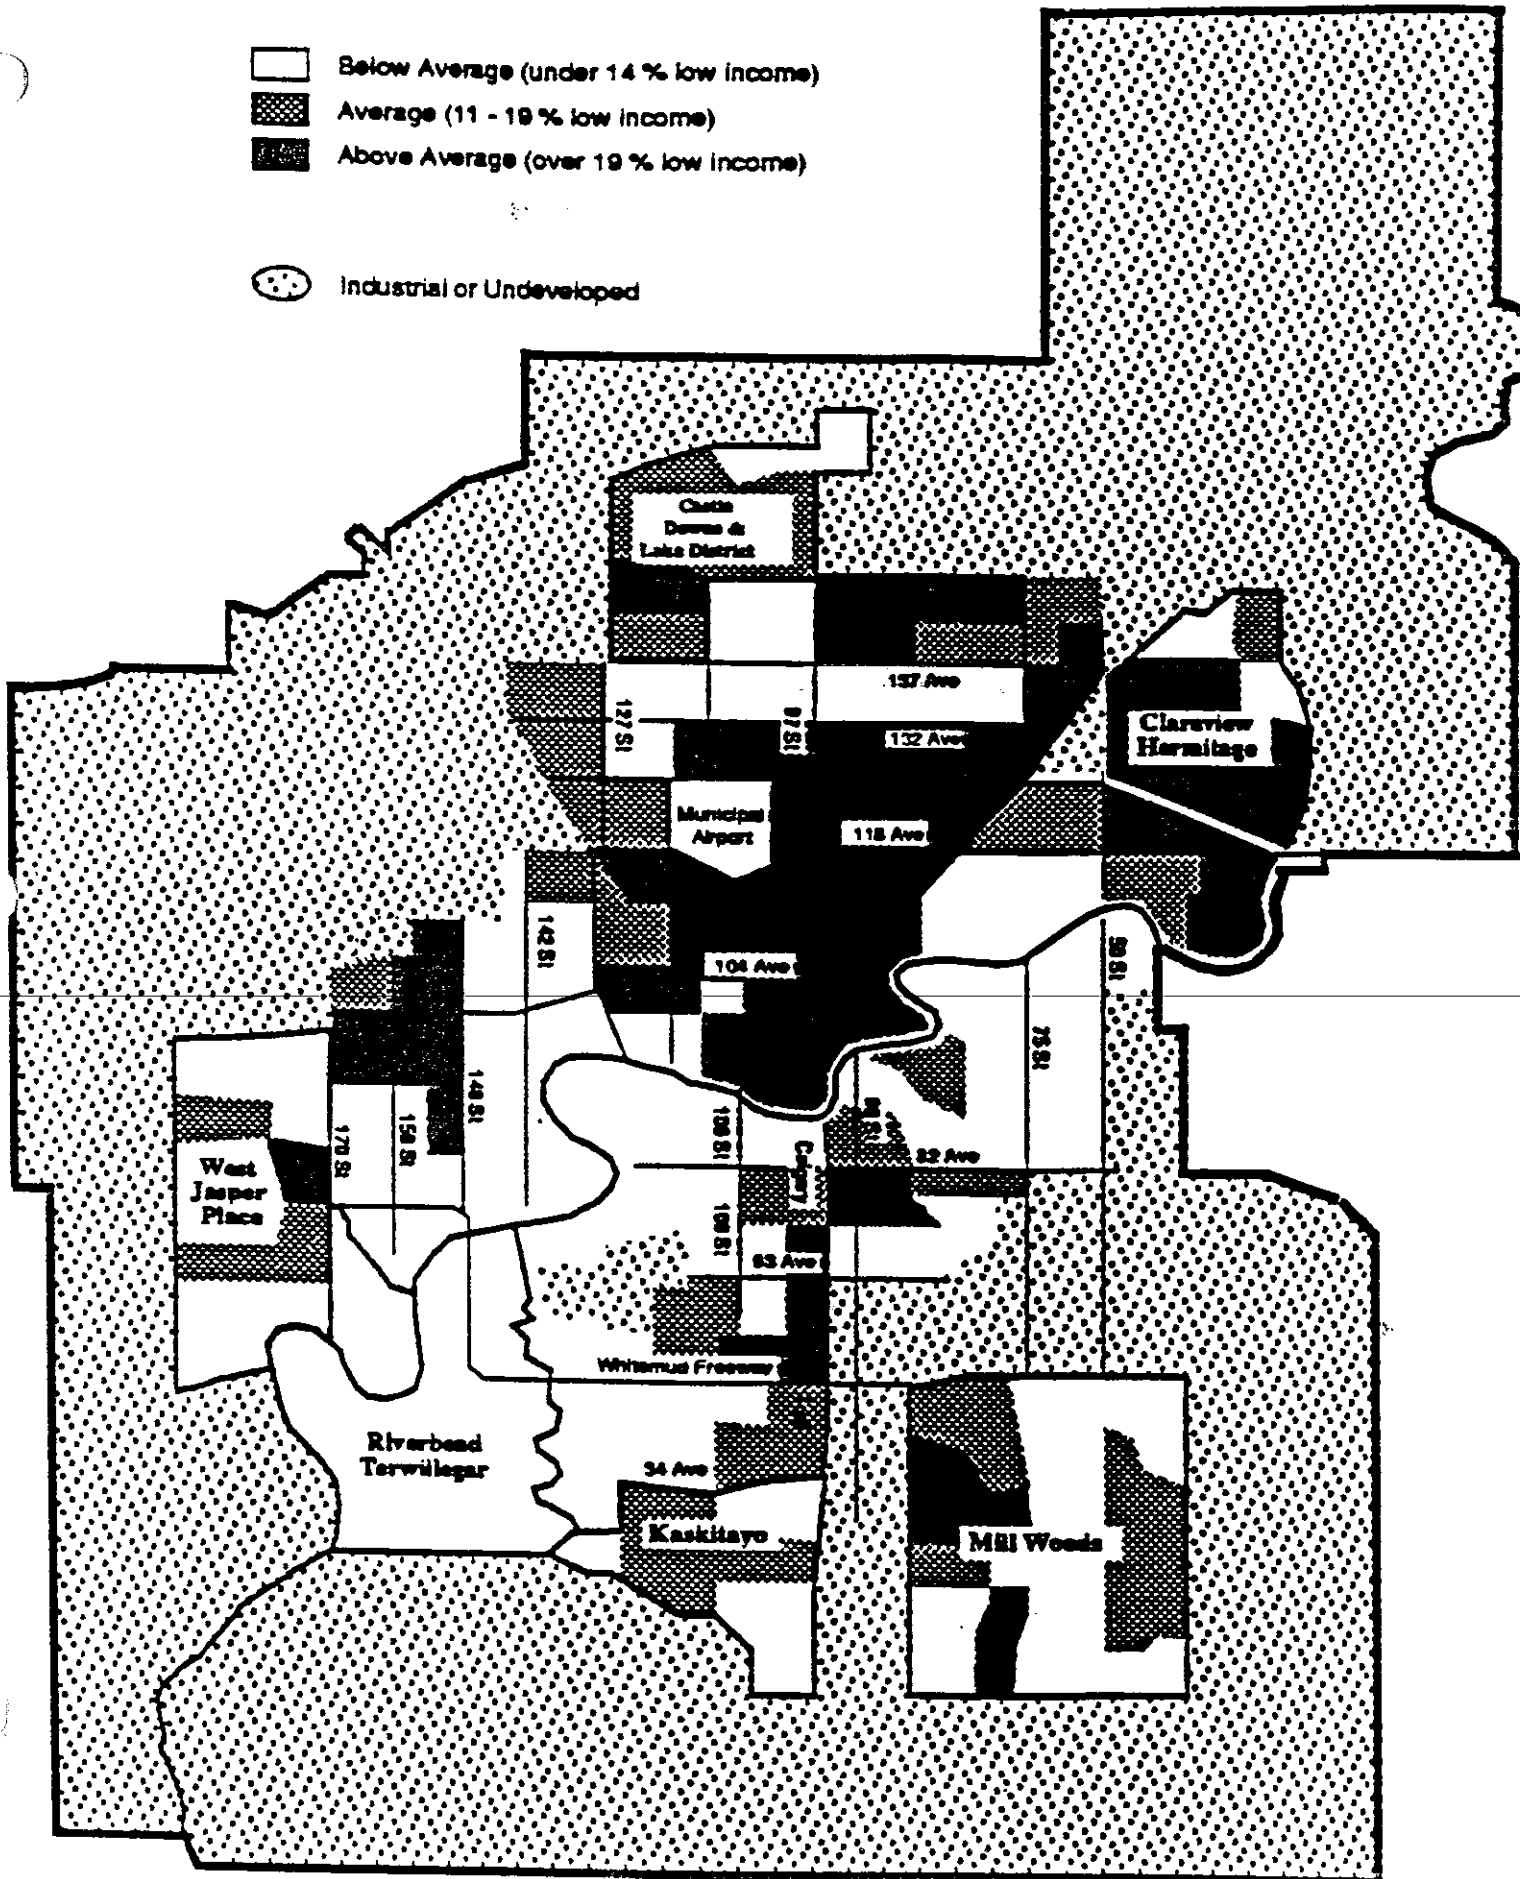 Below Average (under 14 % low income)
Average (11 - 19 % low income)
Above Average (over 19 % low income)
Industrial or Undeveloped
Castle
Downs &
Lake District
137 Ave
127 St
97 St
132 Ave
Clareview
Hermitage
Municipal
Airport
118 Ave
142 St
104 Ave
50 St
75 St
149 St
170 St
156 St
109 St
Calgary
99 St
82 Ave
West
Jasper
Place
109 St
63 Ave
Whitemud Freeway
Riverbend
Terwillegar
34 Ave
Kaskitayo
Mill Woods